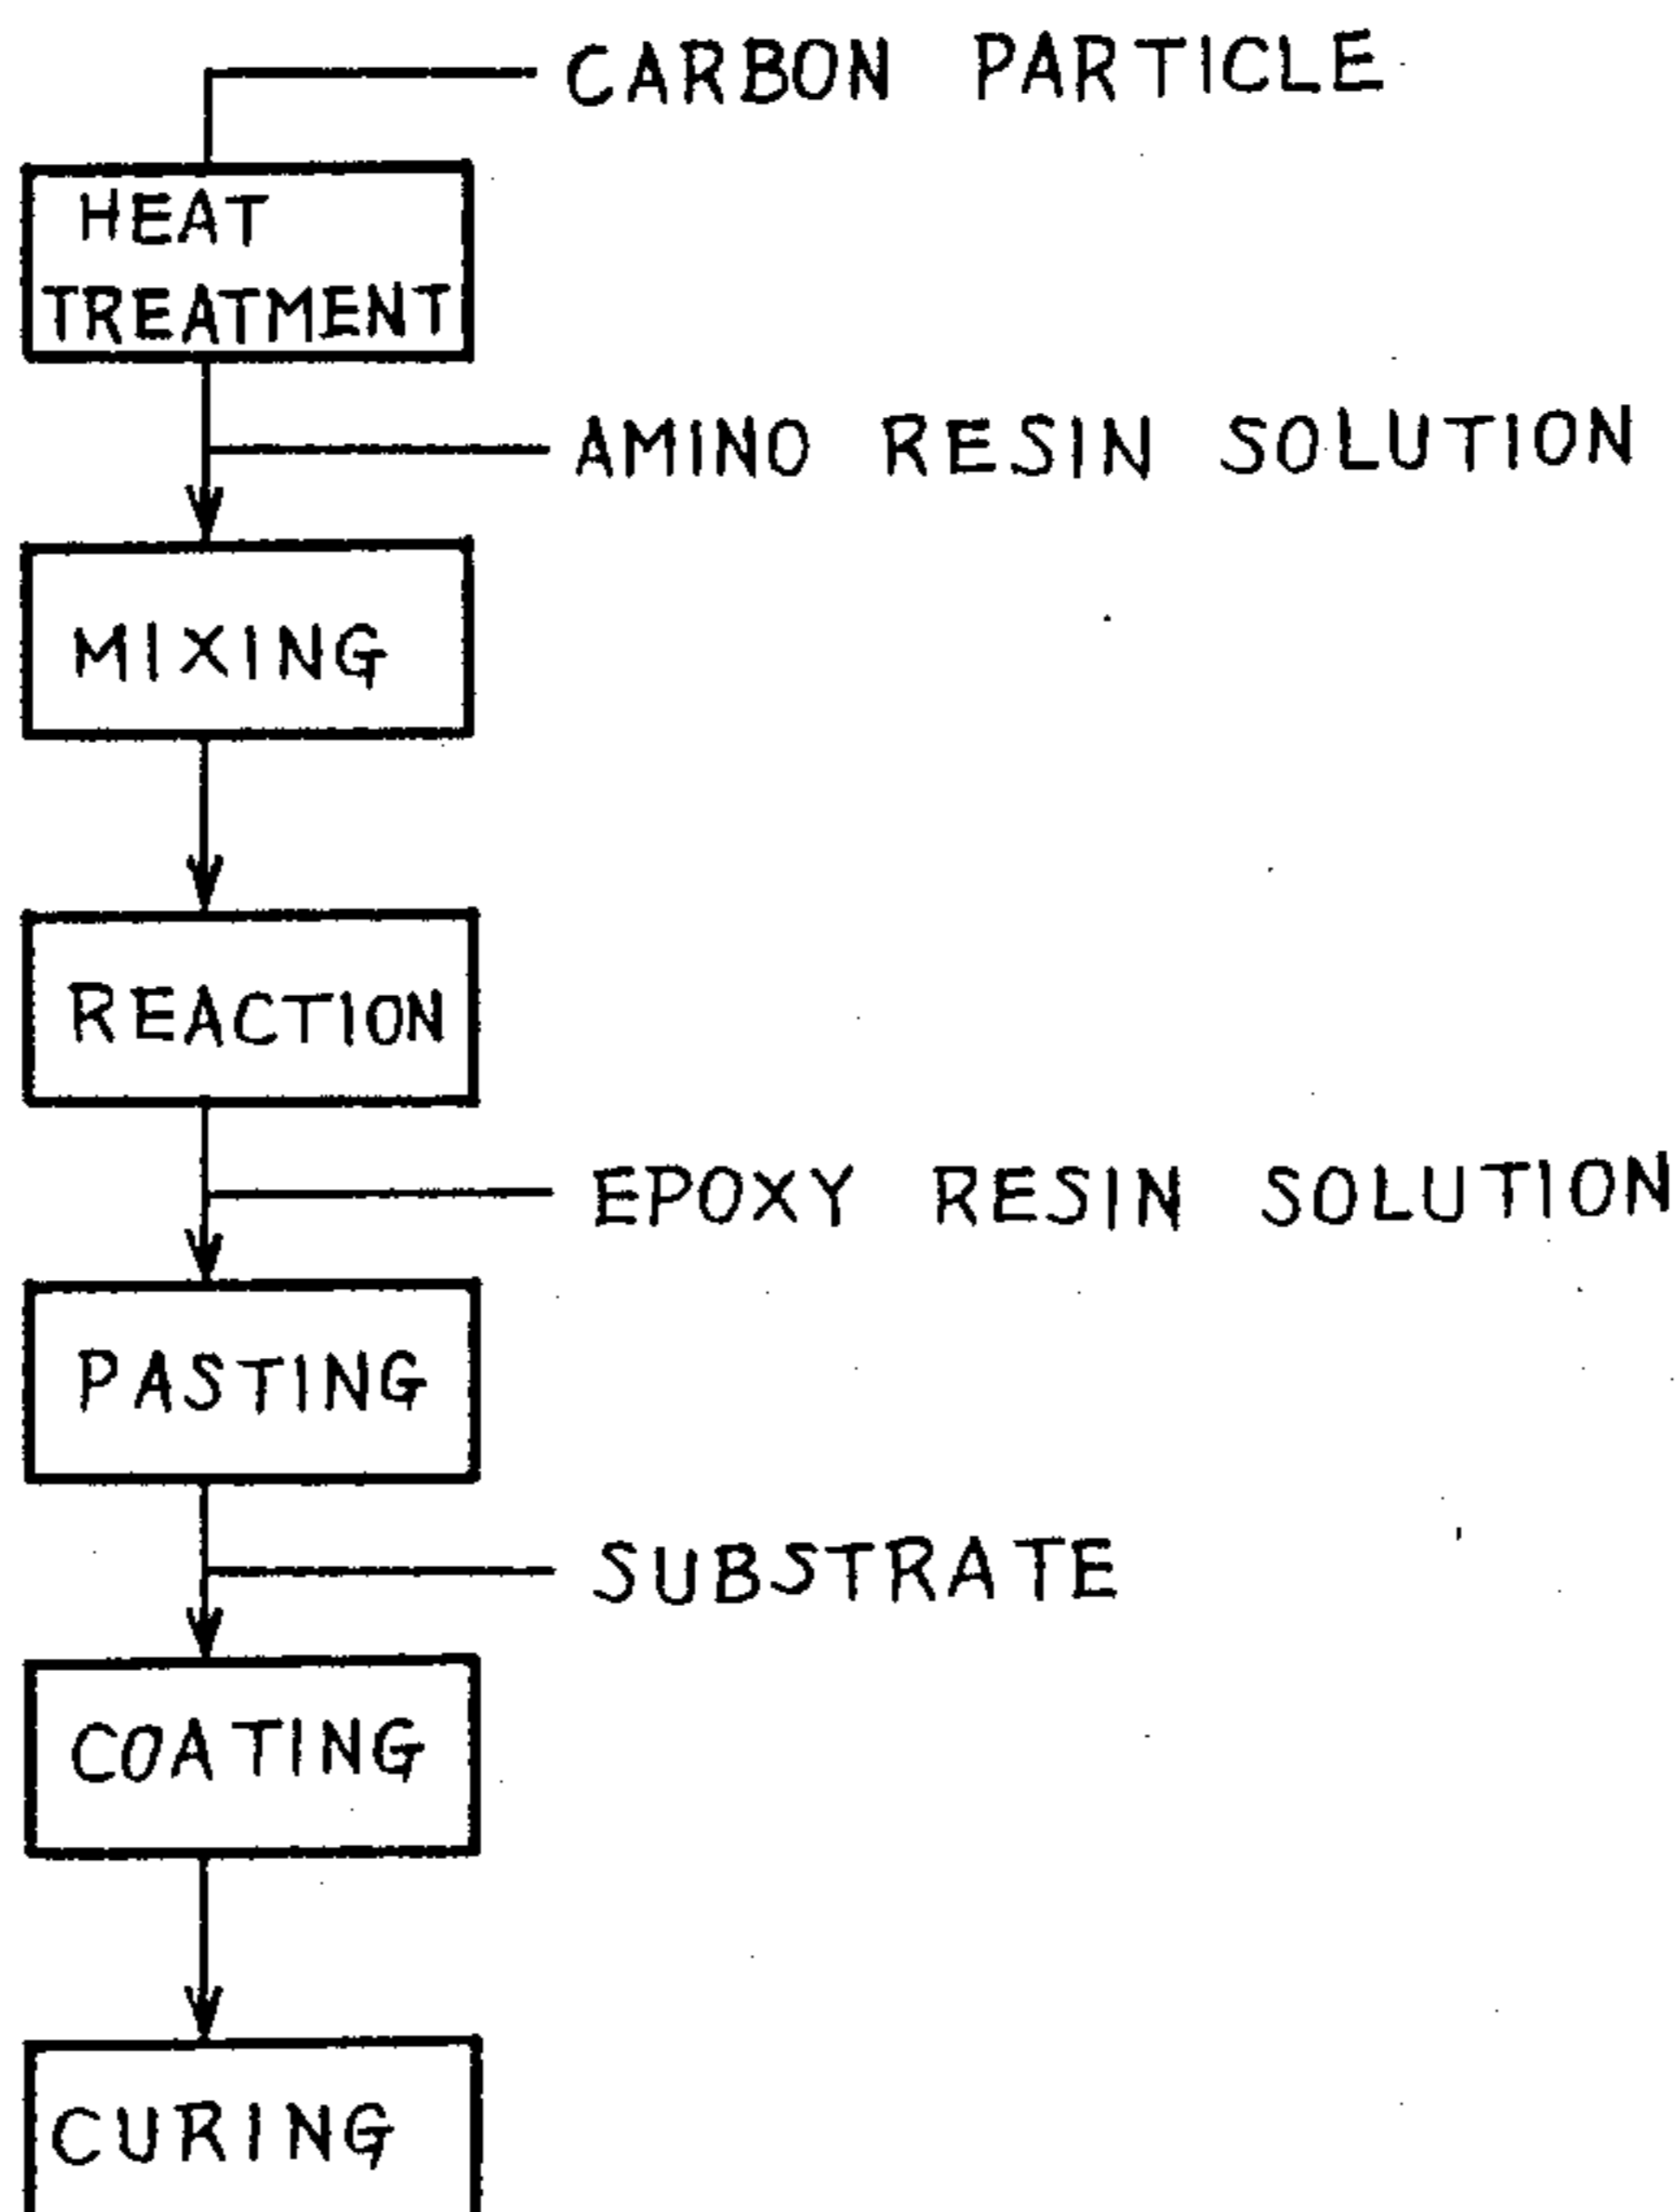 CARBON PARTICLE
HEAT
TREATMENT
AMINO RESIN SOLUTION
MIXING
REACTION
EPOXY RESIN SOLUTION
PASTING
SUBSTRATE
COATING
CURING